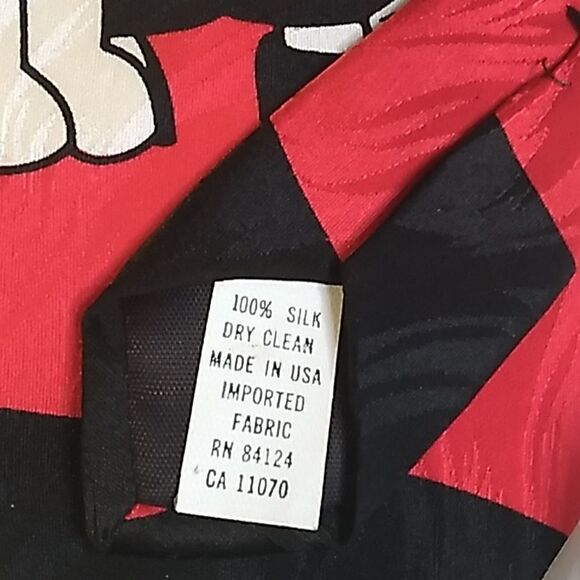 100% SILK
DRY CLEAN
MADE IN USA
IMPORTED
FABRIC
RN 84124
CA 11070